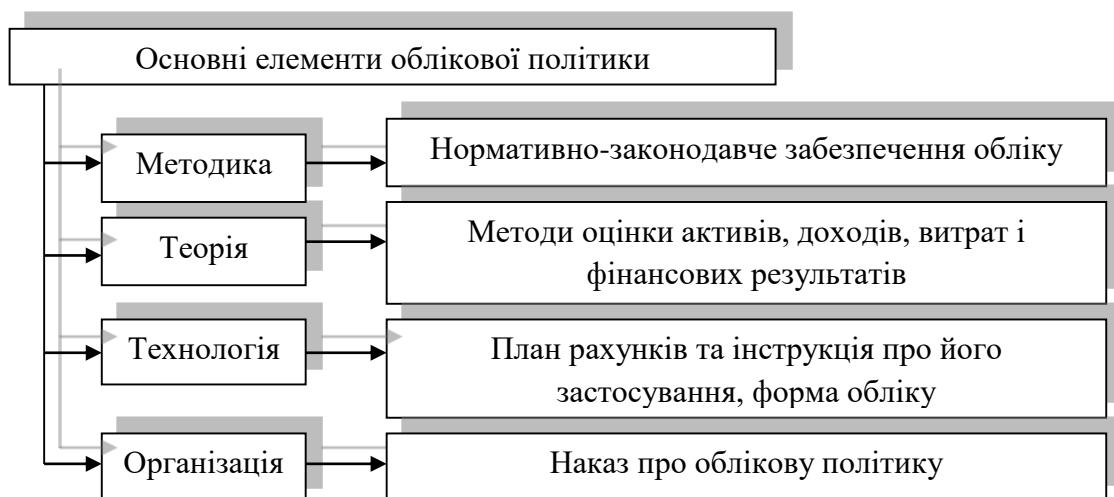 Основні елементи облікової політики
Методика
Нормативно-законодавче забезпечення обліку
Теорія
Методи оцінки активів, доходів, витрат і
фінансових результатів
Технологія
План рахунків та інструкція про його
застосування, форма обліку
Організація
Наказ про облікову політику